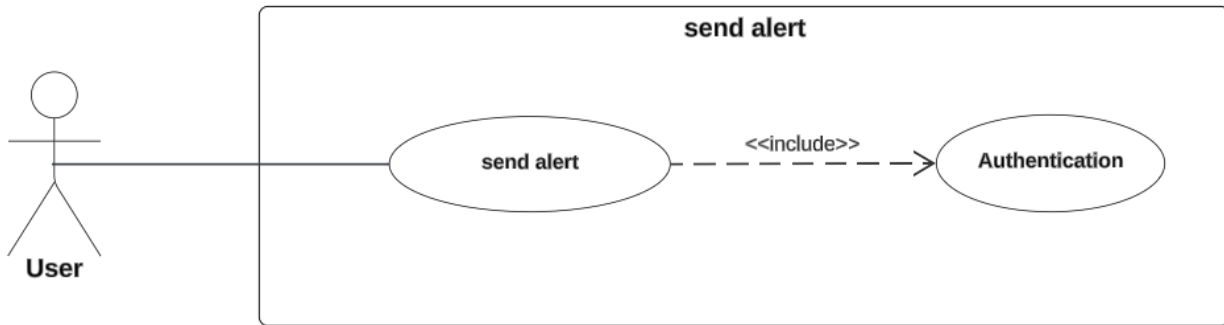 send alert
<<include>>
send alert
Authentication
User